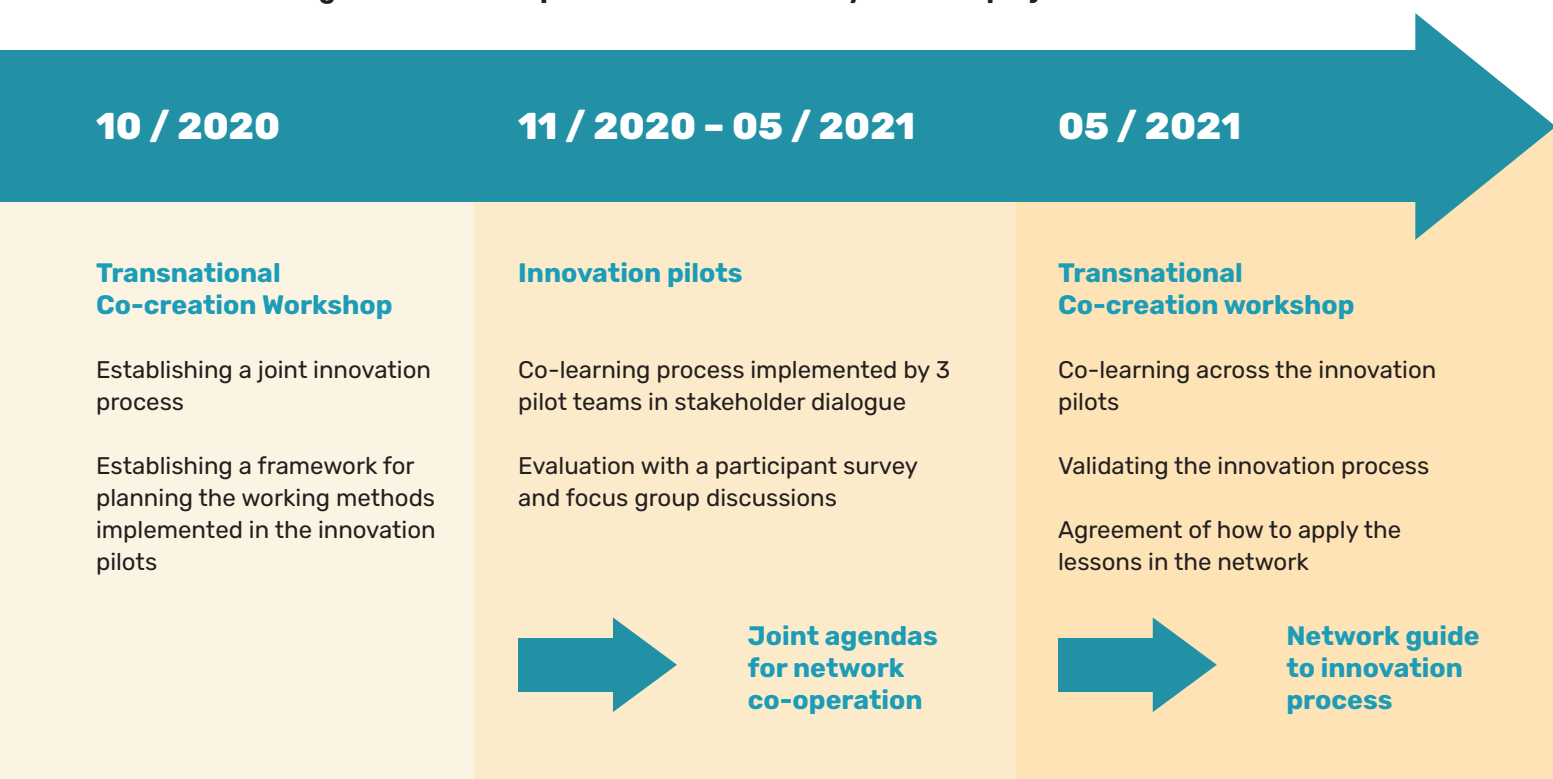 10 / 2020
11 / 2020 – 05 / 2021
05 / 2021
Transnational
Co-creation Workshop
Establishing a joint innovation
process
Establishing a framework for
planning the working methods
implemented in the innovation
pilots
Innovation pilots
Co-learning process implemented by 3
pilot teams in stakeholder dialogue
Evaluation with a participant survey
and focus group discussions
Joint agendas
for network
co-operation
Transnational
Co-creation workshop
Co-learning across the innovation
pilots
Validating the innovation process
Agreement of how to apply the
lessons in the network
Network guide
to innovation
process